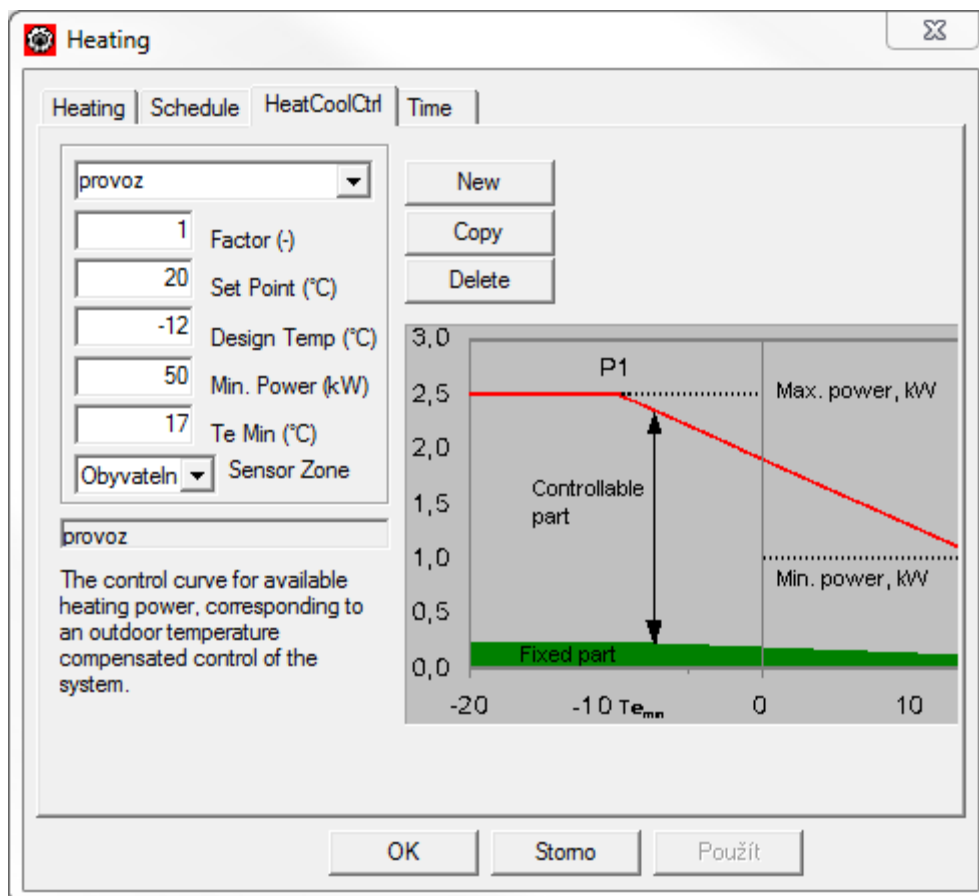 Heating
Heating Schedule HeatCoolCtrl Time
provoz
1 Factor (-)
20 Set Point (°C)
-12 Design Temp (°C)
50 Min. Power (kW)
17 Te Min (°C)
Obyvateln Sensor Zone
provoz
The control curve for available
heating power, corresponding to
an outdoor temperature
compensated control of the
system.
New
Copy
Delete
3,0
P1
2,5
Max. power, kW
2,0
Controllable
part
1,5
1,0
Min. power, kW
0,5
Fixed part
0,0
-20 -10 Te min 0 10
OK Storno Použít